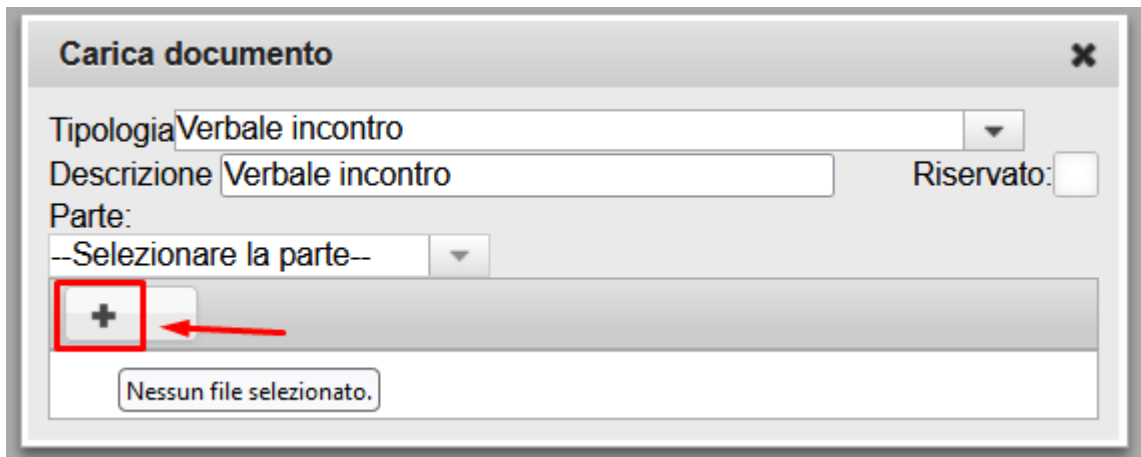 Carica documento
Tipologia Verbale incontro
Descrizione Verbale incontro Riservato:
Parte:
--Selezionare la parte--
Nessun file selezionato.